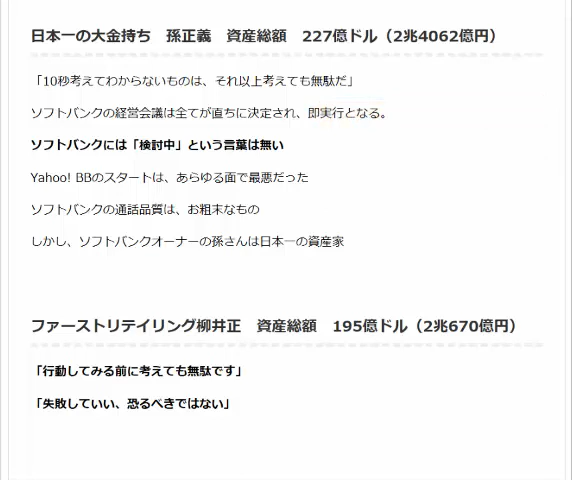 日本一の大金持ち　孫正義　資産総額　227億ドル（2兆4062億円）
「10秒考えてわからないものは、それ以上考えても無駄だ」
ソフトバンクの経営会議は全てが直ちに決定され、即実行となる。
ソフトバンクには「検討中」という言葉は無い
Yahoo! BBのスタートは、あらゆる面で最悪だった
ソフトバンクの通話品質は、お粗末なもの
しかし、ソフトバンクオーナーの孫さんは日本一の資産家
ファーストリテイリング柳井正　資産総額　195億ドル（2兆670億円）
「行動してみる前に考えても無駄です」
「失敗していい、恐るべきではない」